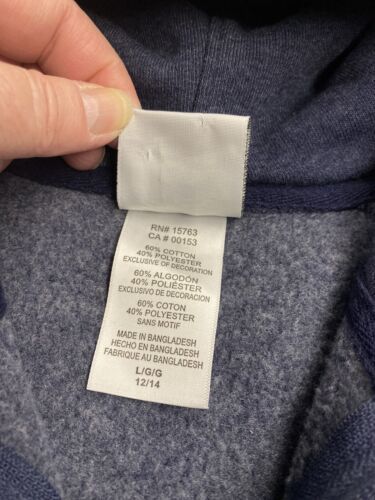 RN# 15763
CA # 00153
60% COTTON
40% POLYESTER
EXCLUSIVE OF DECORATION
60% ALGODÓN
40% POLIÉSTER
EXCLUSIVO DE DECORACION
60% COTON
40% POLYESTER
SANS MOTIF
MADE IN BANGLADESH
HECHO EN BANGLADESH
FABRIQUE AU BANGLADESH
L/G/G
12/14